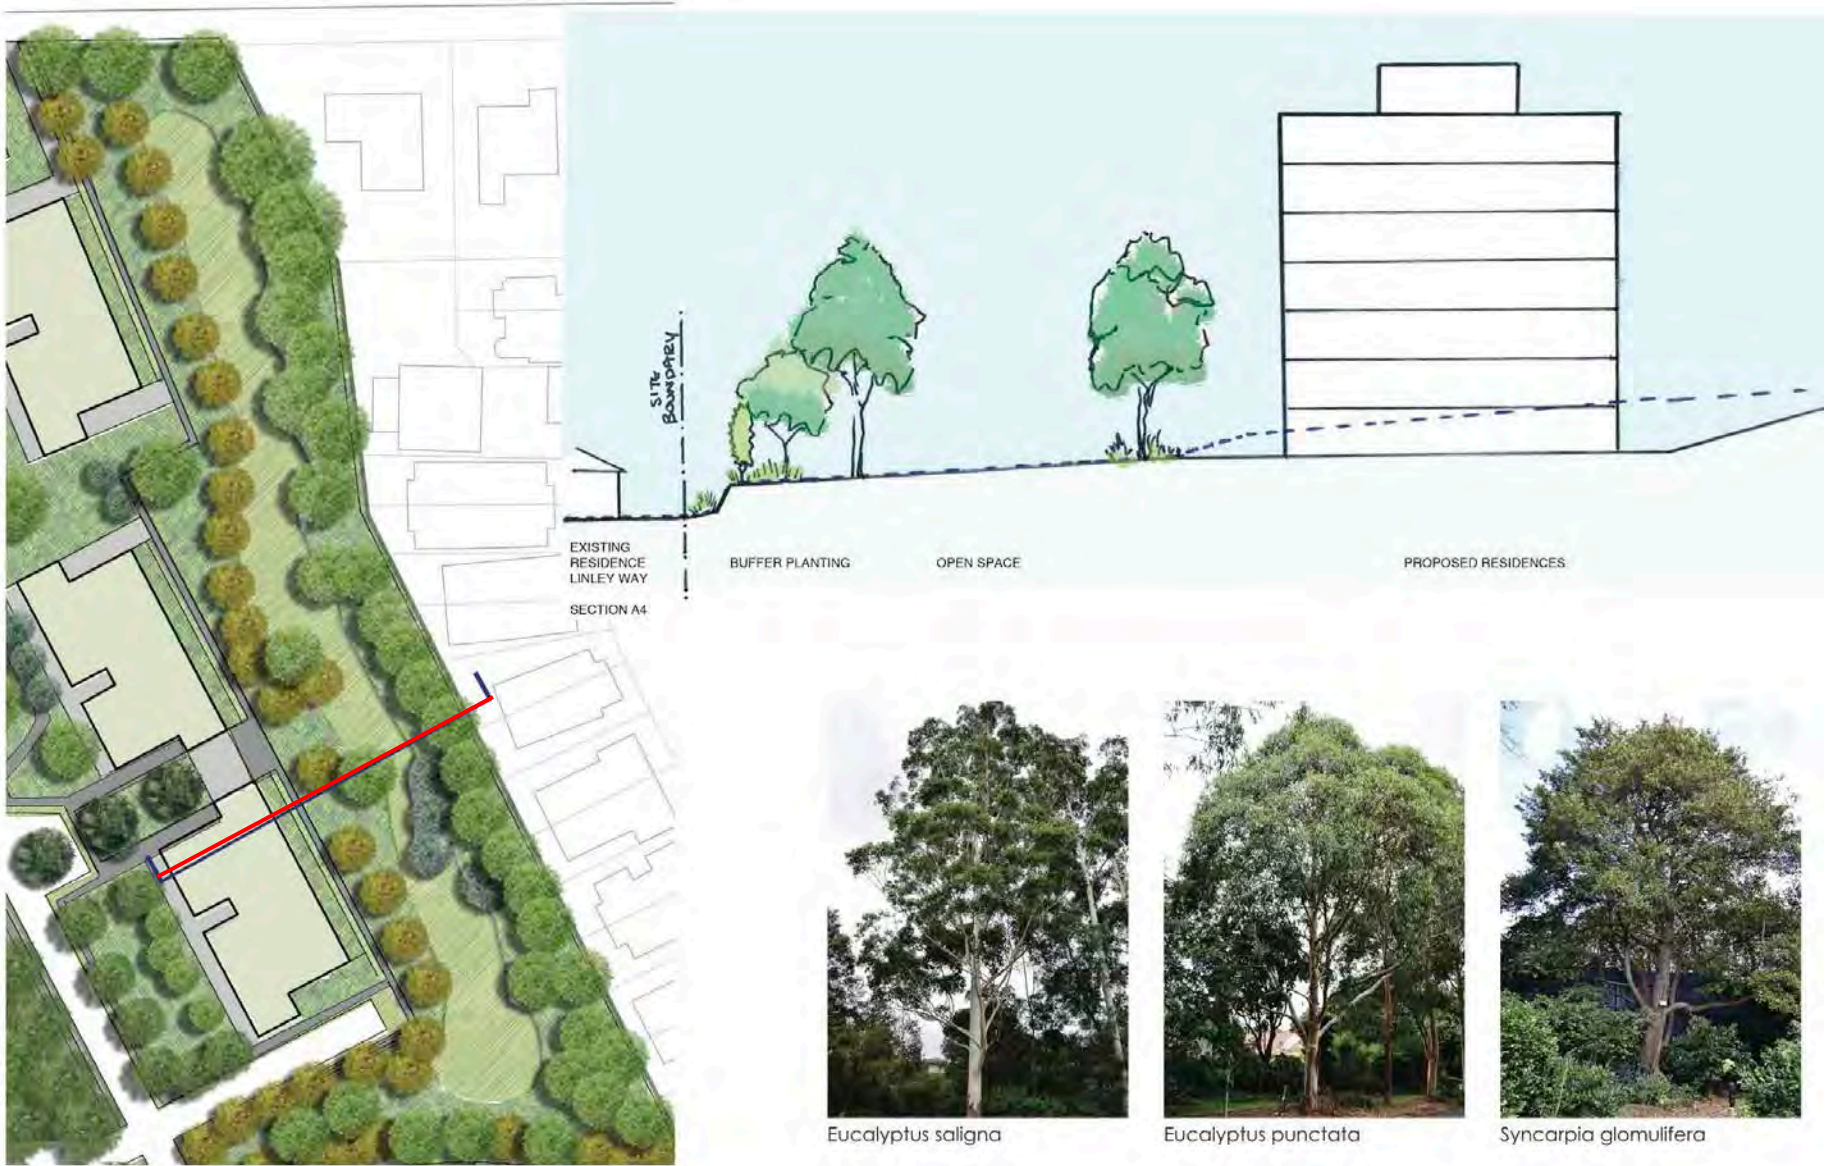 SITE
BOUNDARY
EXISTING
RESIDENCE
LINLEY WAY
BUFFER PLANTING
OPEN SPACE
PROPOSED RESIDENCES
SECTION A4
Eucalyptus saligna
Eucalyptus punctata
Syncarpia glomulifera